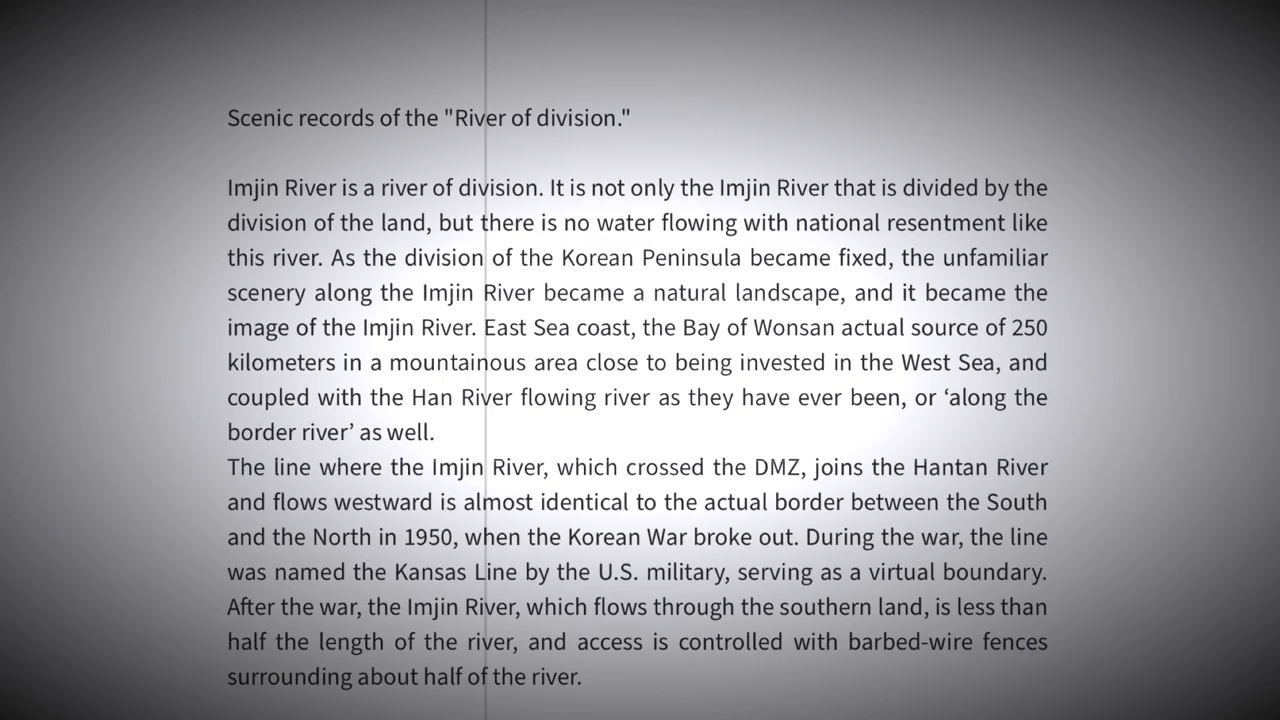 Scenic records of the "River of division."
Imjin River is a river of division. It is not only the Imjin River that is divided by the
division of the land, but there is no water flowing with national resentment like
this river. As the division of the Korean Peninsula became fixed, the unfamiliar
scenery along the Imjin River became a natural landscape, and it became the
image of the Imjin River. East Sea coast, the Bay of Wonsan actual source of 250
kilometers in a mountainous area close to being invested in the West Sea, and
coupled with the Han River flowing river as they have ever been, or ‘along the
border river’ as well.
The line where the Imjin River, which crossed the DMZ, joins the Hantan River
and flows westward is almost identical to the actual border between the South
and the North in 1950, when the Korean War broke out. During the war, the line
was named the Kansas Line by the U.S. military, serving as a virtual boundary.
After the war, the Imjin River, which flows through the southern land, is less than
half the length of the river, and access is controlled with barbed-wire fences
surrounding about half of the river.